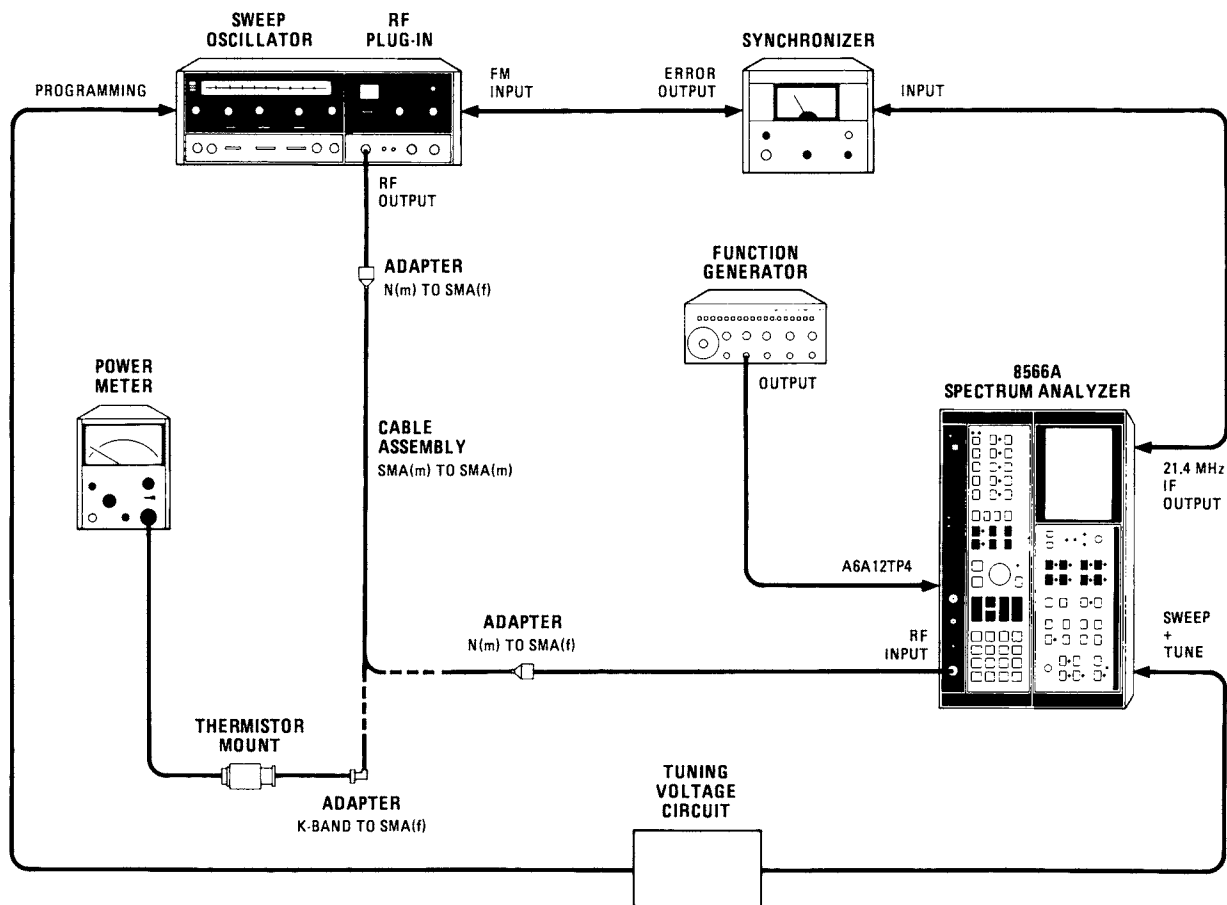 SWEEP
OSCILLATOR
RF
PLUG-IN
SYNCHRONIZER
PROGRAMMING
FM
INPUT
ERROR
OUTPUT
INPUT
RF
OUTPUT
ADAPTER
N(m) TO SMA(f)
FUNCTION
GENERATOR
OUTPUT
POWER
METER
8566A
SPECTRUM ANALYZER
CABLE
ASSEMBLY
SMA(m) TO SMA(m)
21.4 MHz
IF
OUTPUT
A6A12TP4
ADAPTER
N(m) TO SMA(f)
RF
INPUT
SWEEP
+
TUNE
THERMISTOR
MOUNT
ADAPTER
K-BAND TO SMA(f)
TUNING
VOLTAGE
CIRCUIT